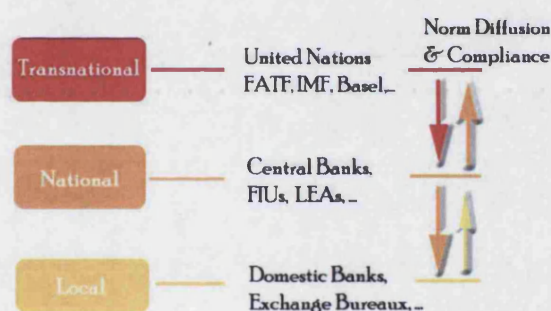 Norm Diffusion
& Compliance
Transnational
United Nations
FATF, IMF, Basel,...
National
Central Banks,
FIUs, LEAs, ...
Local
Domestic Banks,
Exchange Bureaux, ...